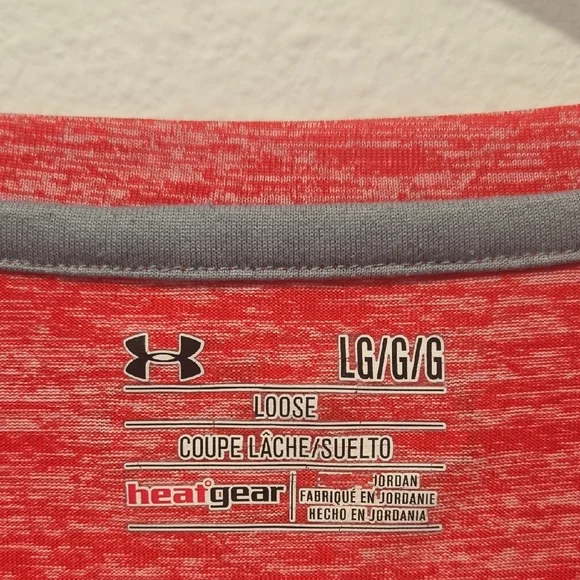 LG/G/G
LOOSE
COUPE LÂCHE/SUELTO
heatgear
JORDAN
FABRIQUÉ EN JORDANIE
HECHO EN JORDANIA